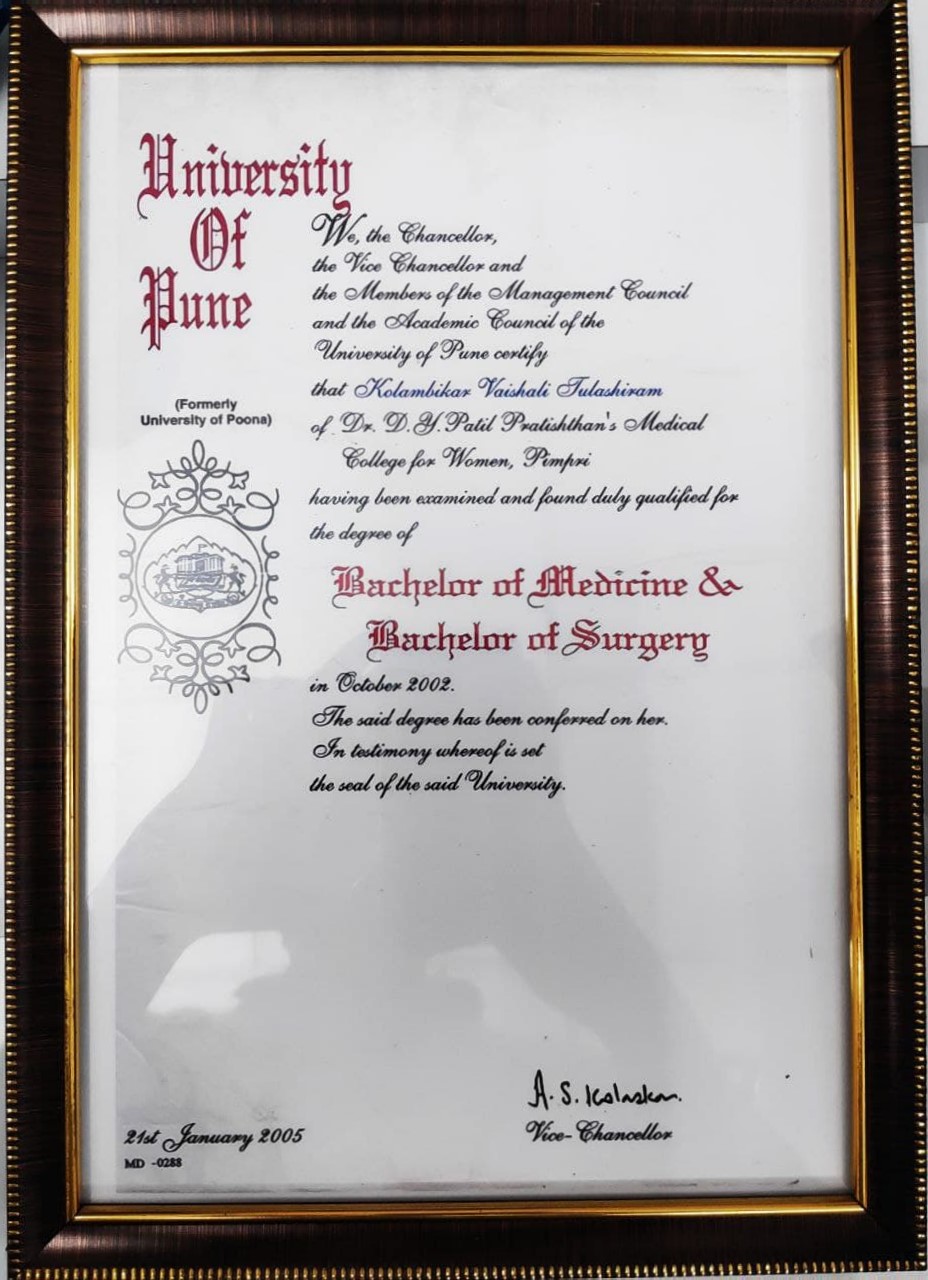 University
Of
Pune
(Formerly
University of Poona)
We, the Chancellor,
the Vice Chancellor and
the Members of the Management Council
and the Academic Council of the
University of Pune certify
that Kolambikar Vaishali Tulashiram
of Dr. D.Y.Patil Pratishthan's Medical
College for Women, Pimpri
having been examined and found duly qualified for
the degree of
Bachelor of Medicine &
Bachelor of Surgery
in October 2002.
The said degree has been conferred on her.
In testimony whereof is set
the seal of the said University.
A. S. Kolaskar.
Vice-Chancellor
21st January 2005
MD -0288